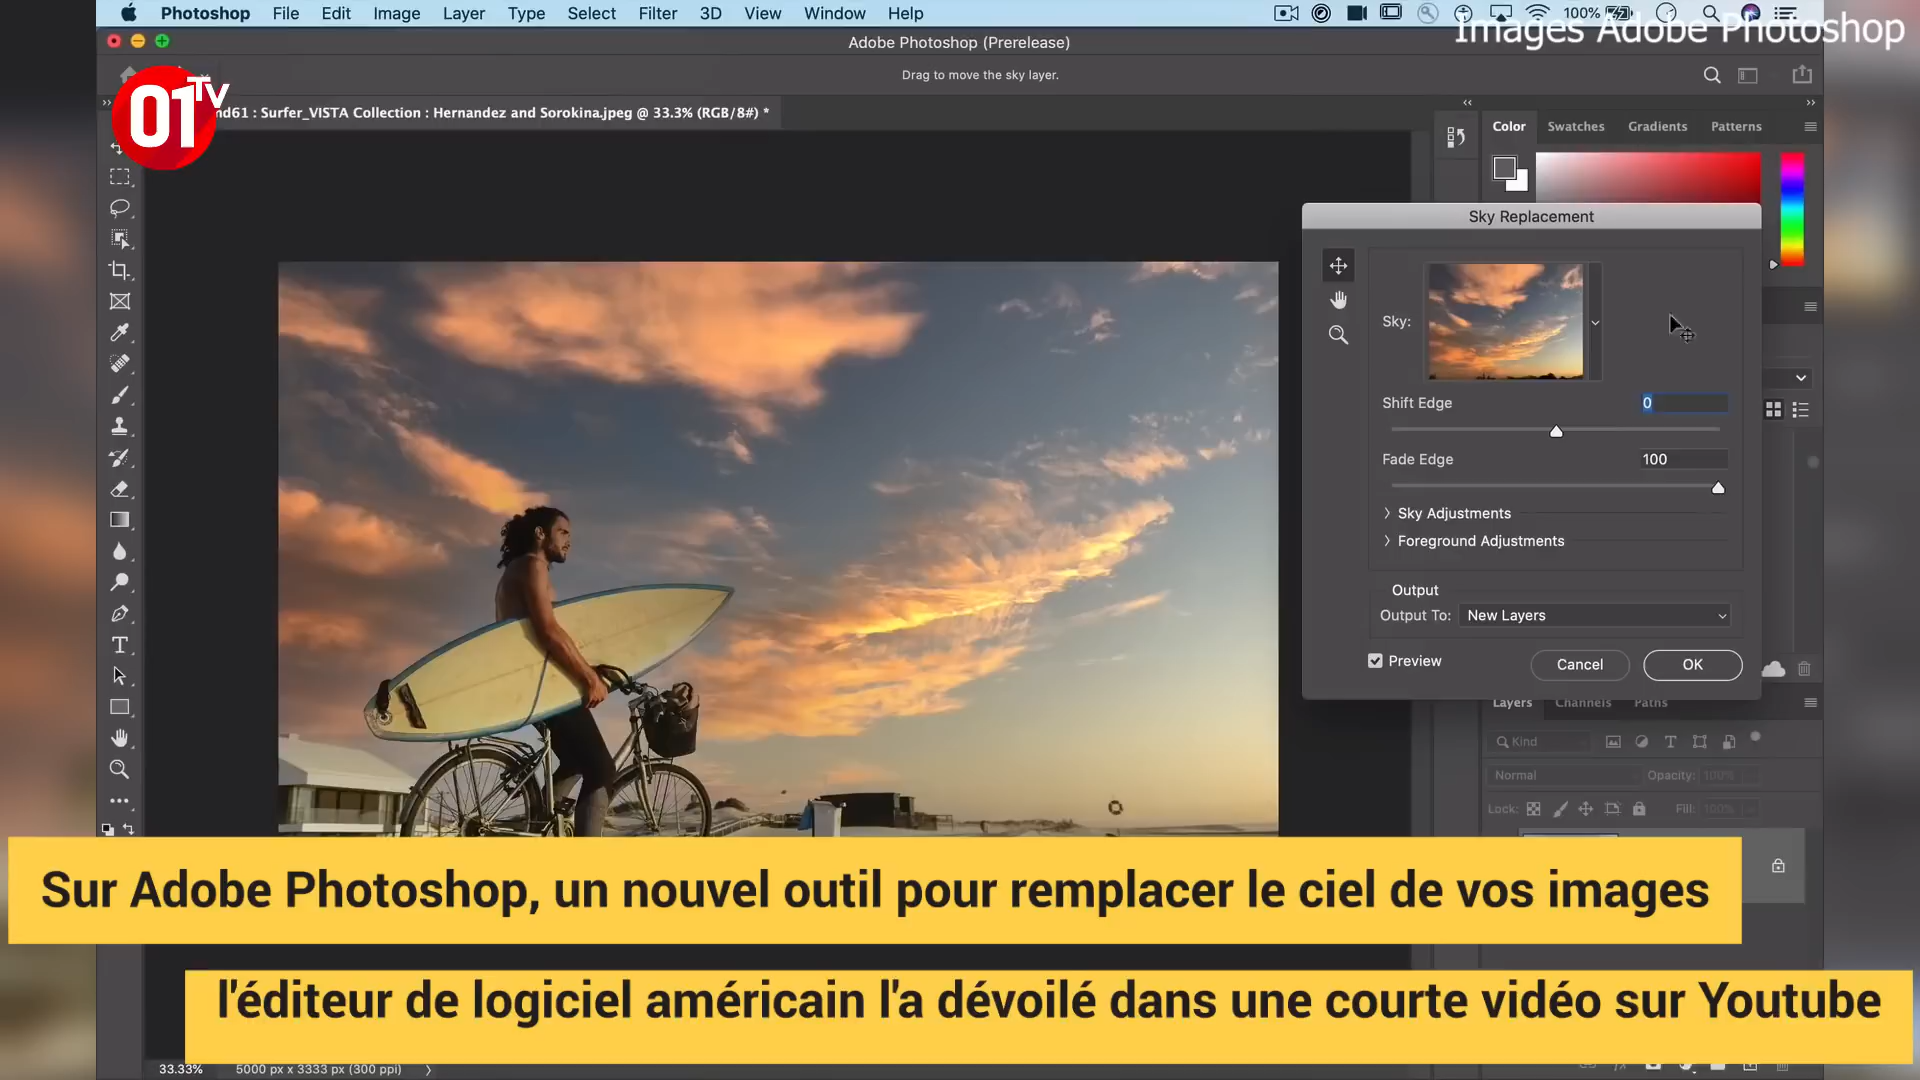 Photoshop File Edit Image Layer Type Select Filter 3D View Window Help 100%
Images Adobe Photoshop
Adobe Photoshop (Prerelease)
Drag to move the sky layer.
01TV
nd61 : Surfer_VISTA Collection : Hernandez and Sorokina.jpeg @ 33.3% (RGB/8#) *
Color Swatches Gradients Patterns
Sky Replacement
Sky:
Shift Edge 0
Fade Edge 100
Sky Adjustments
Foreground Adjustments
Output
Output To: New Layers
Preview Cancel OK
Layers Channels Paths
Kind
Normal Opacity: 100%
Lock: Fill: 100%
Sur Adobe Photoshop, un nouvel outil pour remplacer le ciel de vos images
l'éditeur de logiciel américain l'a dévoilé dans une courte vidéo sur Youtube
33.33% 5000 px x 3333 px (300 ppi)